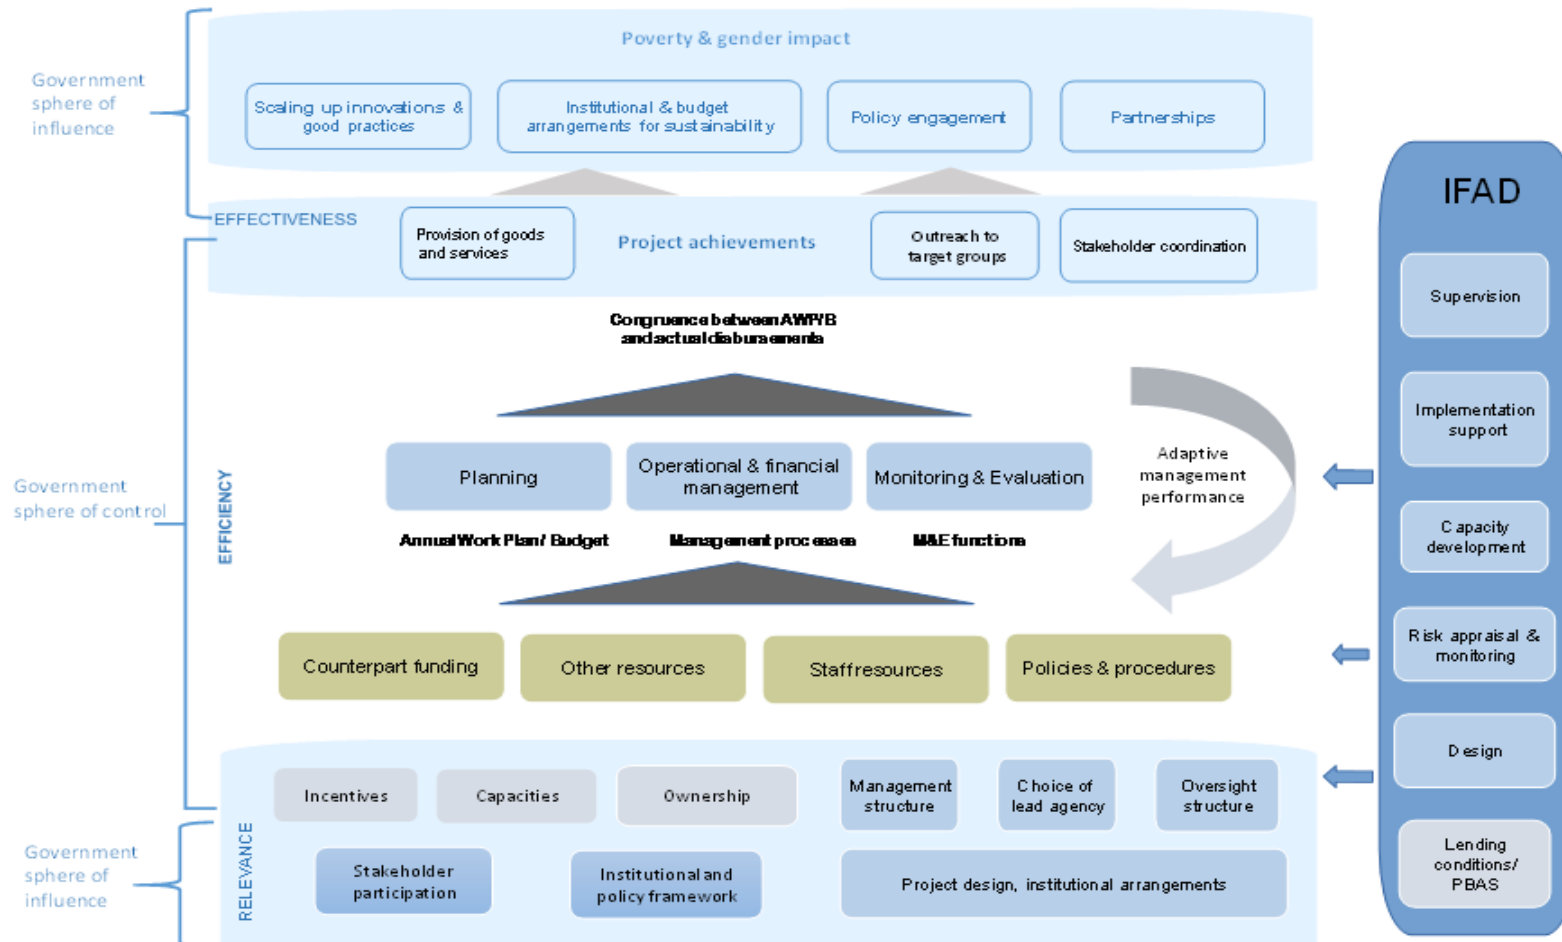 Poverty & gender impact
Government
sphere of
influence
Scaling up innovations &
good practices
Institutional & budget
arrangements for sustainability
Policy engagement
Partnerships
EFFECTIVENESS
Provision of goods
and services
Project achievements
Outreach to
target groups
Stakeholder coordination
Congruence between AWP/B
and actual disbursements
Government
sphere of control
EFFICIENCY
Planning
Operational & financial
management
Monitoring & Evaluation
Adaptive
management
performance
Annual Work Plan / Budget
Management processes
M&E functions
Counterpart funding
Other resources
Staff resources
Policies & procedures
Government
sphere of
influence
RELEVANCE
Incentives
Capacities
Ownership
Management
structure
Choice of
lead agency
Oversight
structure
Stakeholder
participation
Institutional and
policy framework
Project design, institutional arrangements
IFAD
Supervision
Implementation
support
Capacity
development
Risk appraisal &
monitoring
Design
Lending
conditions/
PBAS